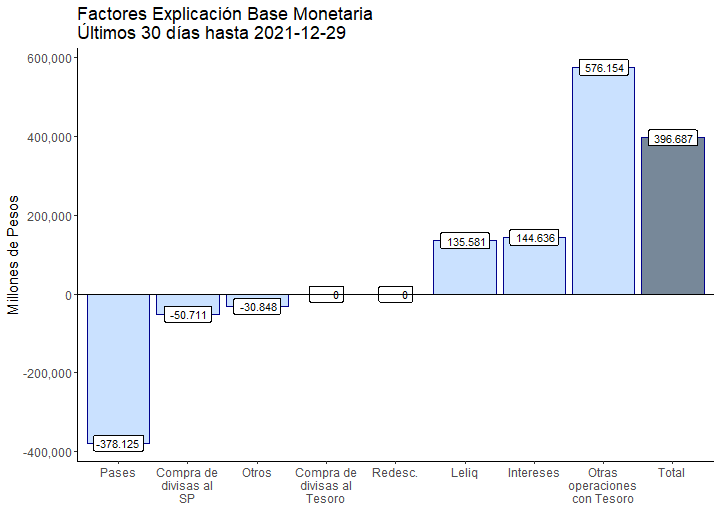 Factores Explicación Base Monetaria
Últimos 30 días hasta 2021-12-29
Millones de Pesos
600,000
400,000
200,000
0
-200,000
-400,000
-378.125
-50.711
-30.848
0
0
135.581
144.636
576.154
396.687
Pases
Compra de
divisas al
SP
Otros
Compra de
divisas al
Tesoro
Redesc.
Leliq
Intereses
Otras
operaciones
con Tesoro
Total